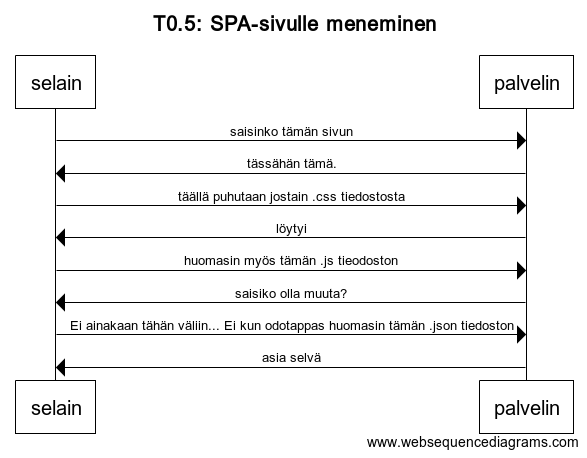 T0.5: SPA-sivulle meneminen
selain palvelin
saisinko tämän sivun
tässähän tämä.
täällä puhutaan jostain .css tiedostosta
löytyi
huomasin myös tämän .js tieodoston
saisiko olla muuta?
Ei ainakaan tähän väliin... Ei kun odotappas huomasin tämän .json tiedoston
asia selvä
selain palvelin
www.websequencediagrams.com